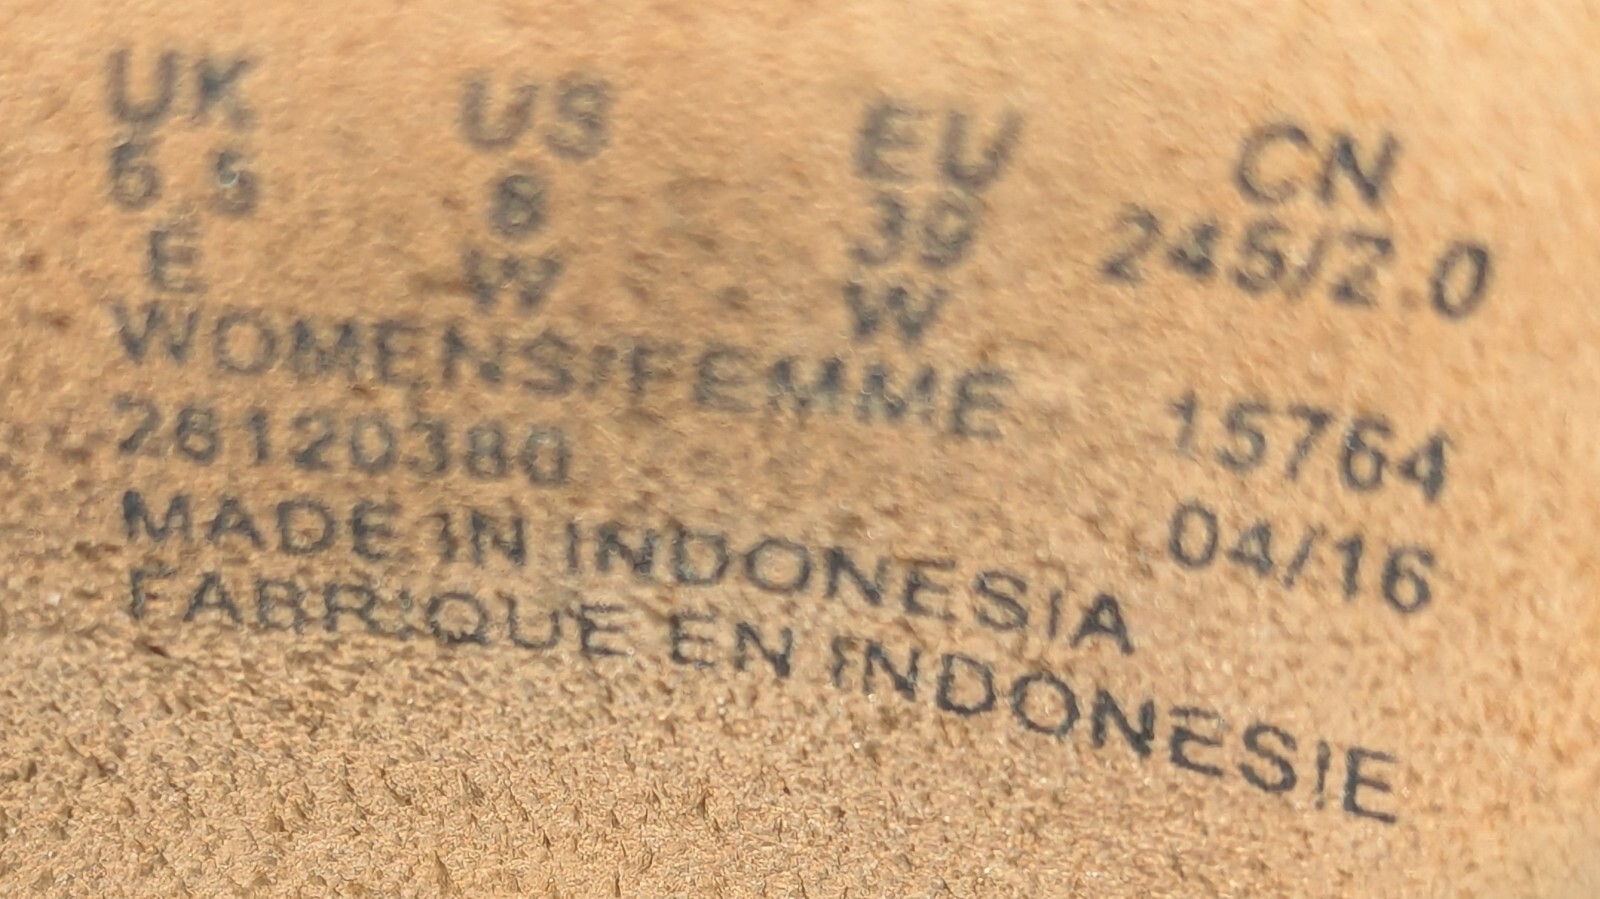 UK US EU CN
5.5 8 39 245/2.0
E W W
WOMENS/FEMME 15764
26120380 04/16
MADE IN INDONESIA
FABRIQUE EN INDONESIE